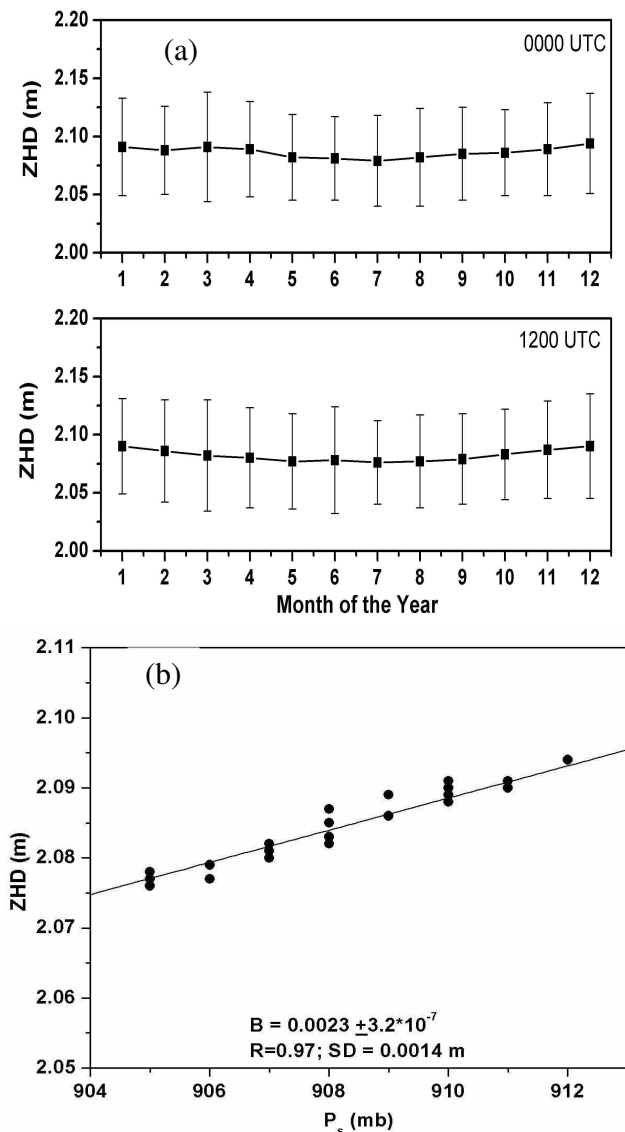 (a)
0000 UTC
ZHD (m)
2.20
2.15
2.10
2.05
2.00
1 2 3 4 5 6 7 8 9 10 11 12
1200 UTC
ZHD (m)
2.20
2.15
2.10
2.05
2.00
1 2 3 4 5 6 7 8 9 10 11 12
Month of the Year
(b)
ZHD (m)
2.11
2.10
2.09
2.08
2.07
2.06
2.05
B = 0.0023 ±3.2*10⁻⁷
R=0.97; SD = 0.0014 m
904 906 908 910 912
Pₛ (mb)